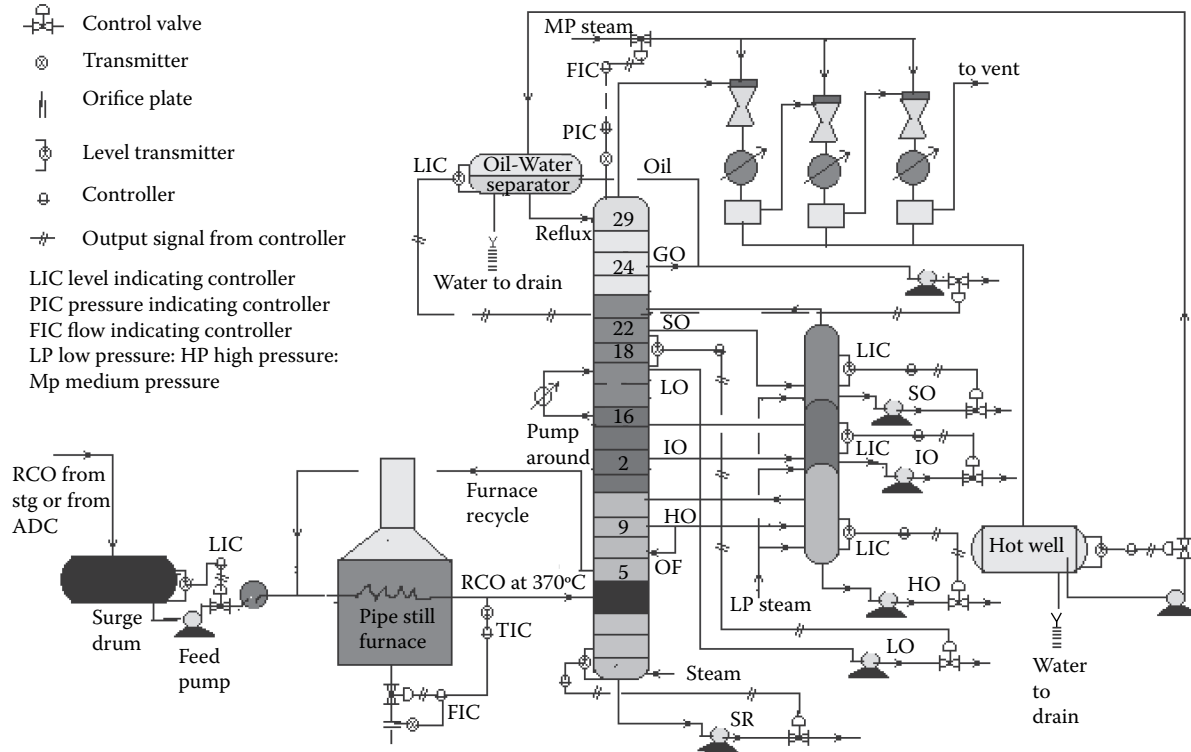 Control valve
Transmitter
Orifice plate
Level transmitter
Controller
Output signal from controller
LIC level indicating controller
PIC pressure indicating controller
FIC flow indicating controller
LP low pressure: HP high pressure:
Mp medium pressure
MP steam
FIC
PIC
to vent
LIC
Oil-Water
separator
Oil
Reflux
Water to drain
29
24
22
18
16
2
9
5
GO
SO
LO
IO
HO
OF
Pump
around
Furnace
recycle
RCO from
stg or from
ADC
LIC
Surge
drum
Feed
pump
Pipe still
furnace
RCO at 370ºC
TIC
FIC
Steam
SR
LIC
SO
LIC
IO
LIC
HO
LP steam
LO
Hot well
Water
to
drain